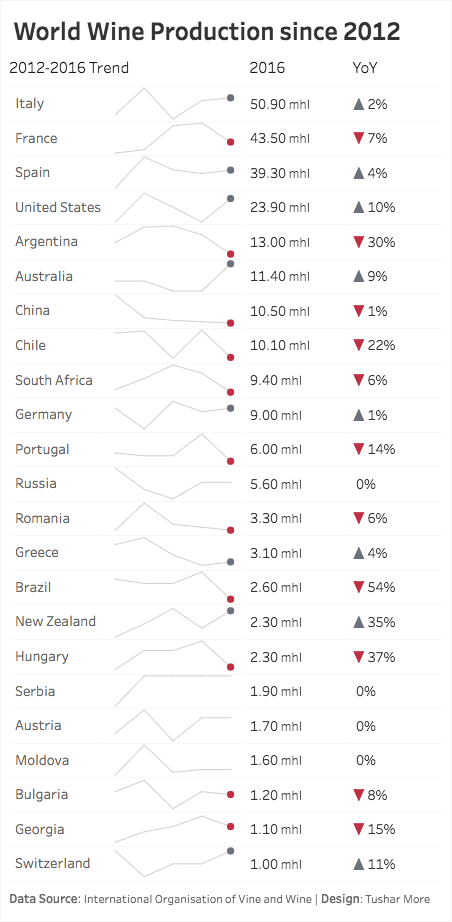 World Wine Production since 2012
2012-2016 Trend 2016 YoY
Italy 50.90 mhl ▲ 2%
France 43.50 mhl ▼ 7%
Spain 39.30 mhl ▲ 4%
United States 23.90 mhl ▲ 10%
Argentina 13.00 mhl ▼ 30%
Australia 11.40 mhl ▲ 9%
China 10.50 mhl ▼ 1%
Chile 10.10 mhl ▼ 22%
South Africa 9.40 mhl ▼ 6%
Germany 9.00 mhl ▲ 1%
Portugal 6.00 mhl ▼ 14%
Russia 5.60 mhl 0%
Romania 3.30 mhl ▼ 6%
Greece 3.10 mhl ▲ 4%
Brazil 2.60 mhl ▼ 54%
New Zealand 2.30 mhl ▲ 35%
Hungary 2.30 mhl ▼ 37%
Serbia 1.90 mhl 0%
Austria 1.70 mhl 0%
Moldova 1.60 mhl 0%
Bulgaria 1.20 mhl ▼ 8%
Georgia 1.10 mhl ▼ 15%
Switzerland 1.00 mhl ▲ 11%
Data Source: International Organisation of Vine and Wine | Design: Tushar More